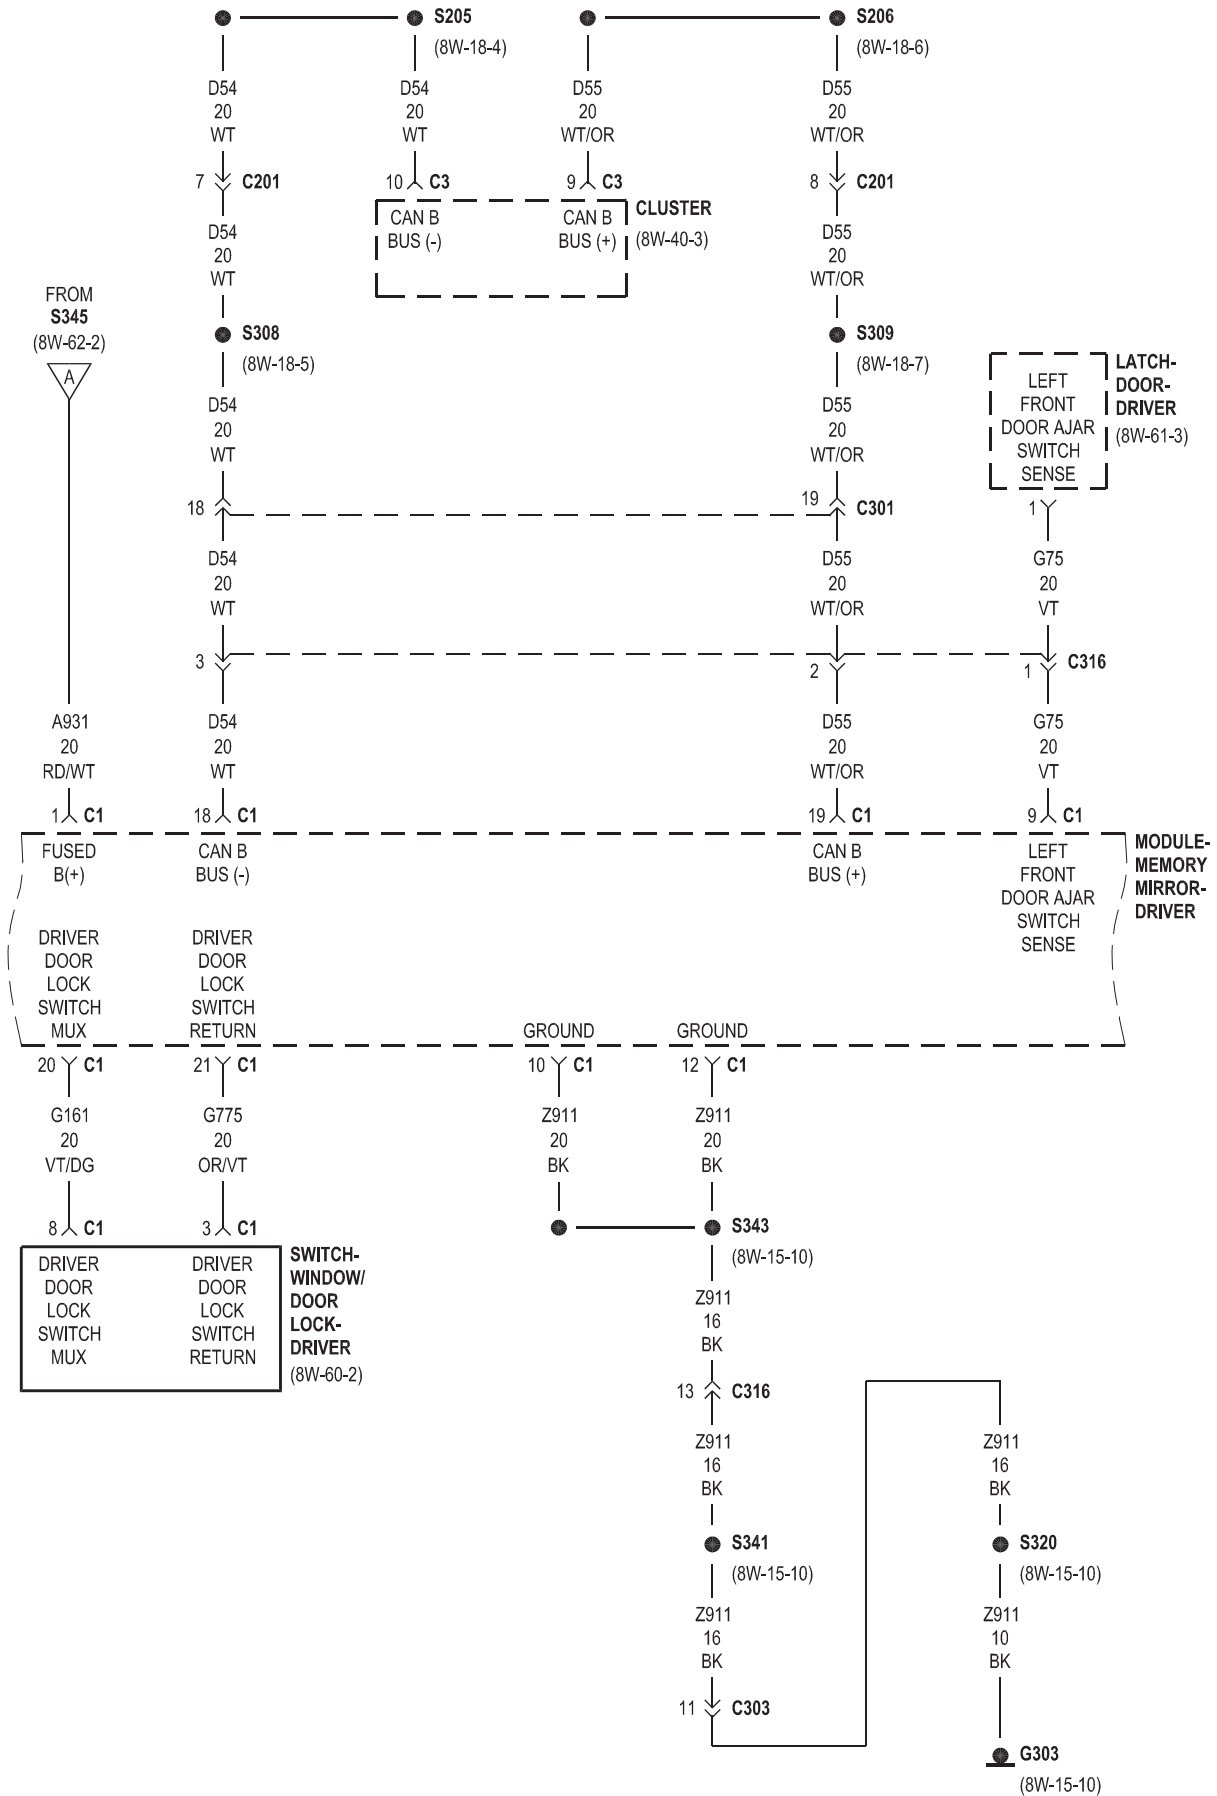 S205
(8W-18-4)
S206
(8W-18-6)
D54
20
WT
D54
20
WT
D55
20
WT/OR
D55
20
WT/OR
7
C201
10
C3
9
C3
8
C201
CAN B
BUS (-)
CAN B
BUS (+)
CLUSTER
(8W-40-3)
D54
20
WT
D55
20
WT/OR
FROM
S345
(8W-62-2)
A
S308
(8W-18-5)
S309
(8W-18-7)
LEFT
FRONT
DOOR AJAR
SWITCH
SENSE
LATCH-
DOOR-
DRIVER
(8W-61-3)
D54
20
WT
D55
20
WT/OR
18
19
C301
1
D54
20
WT
D55
20
WT/OR
G75
20
VT
3
2
1
C316
A931
20
RD/WT
D54
20
WT
D55
20
WT/OR
G75
20
VT
1
C1
18
C1
19
C1
9
C1
FUSED
B(+)
CAN B
BUS (-)
CAN B
BUS (+)
LEFT
FRONT
DOOR AJAR
SWITCH
SENSE
MODULE-
MEMORY
MIRROR-
DRIVER
DRIVER
DOOR
LOCK
SWITCH
MUX
DRIVER
DOOR
LOCK
SWITCH
RETURN
GROUND
GROUND
20
C1
21
C1
10
C1
12
C1
G161
20
VT/DG
G775
20
OR/VT
Z911
20
BK
Z911
20
BK
8
C1
3
C1
S343
(8W-15-10)
DRIVER
DOOR
LOCK
SWITCH
MUX
DRIVER
DOOR
LOCK
SWITCH
RETURN
SWITCH-
WINDOW/
DOOR
LOCK-
DRIVER
(8W-60-2)
Z911
16
BK
13
C316
Z911
16
BK
Z911
16
BK
S341
(8W-15-10)
S320
(8W-15-10)
Z911
16
BK
Z911
10
BK
11
C303
G303
(8W-15-10)